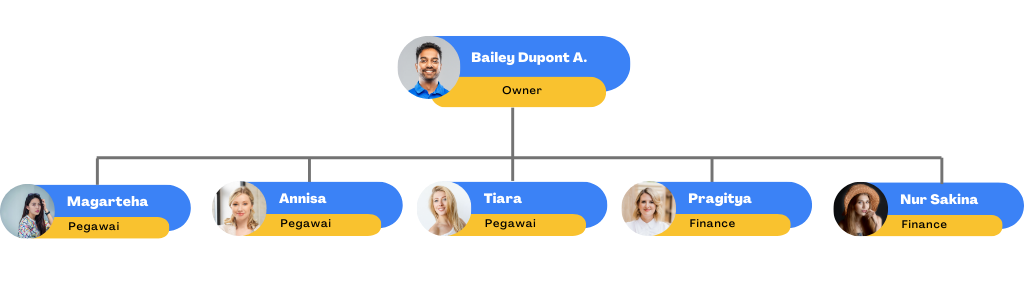 Bailey Dupont A.
Owner
Magarteha
Pegawai
Annisa
Pegawai
Tiara
Pegawai
Pragitya
Finance
Nur Sakina
Finance